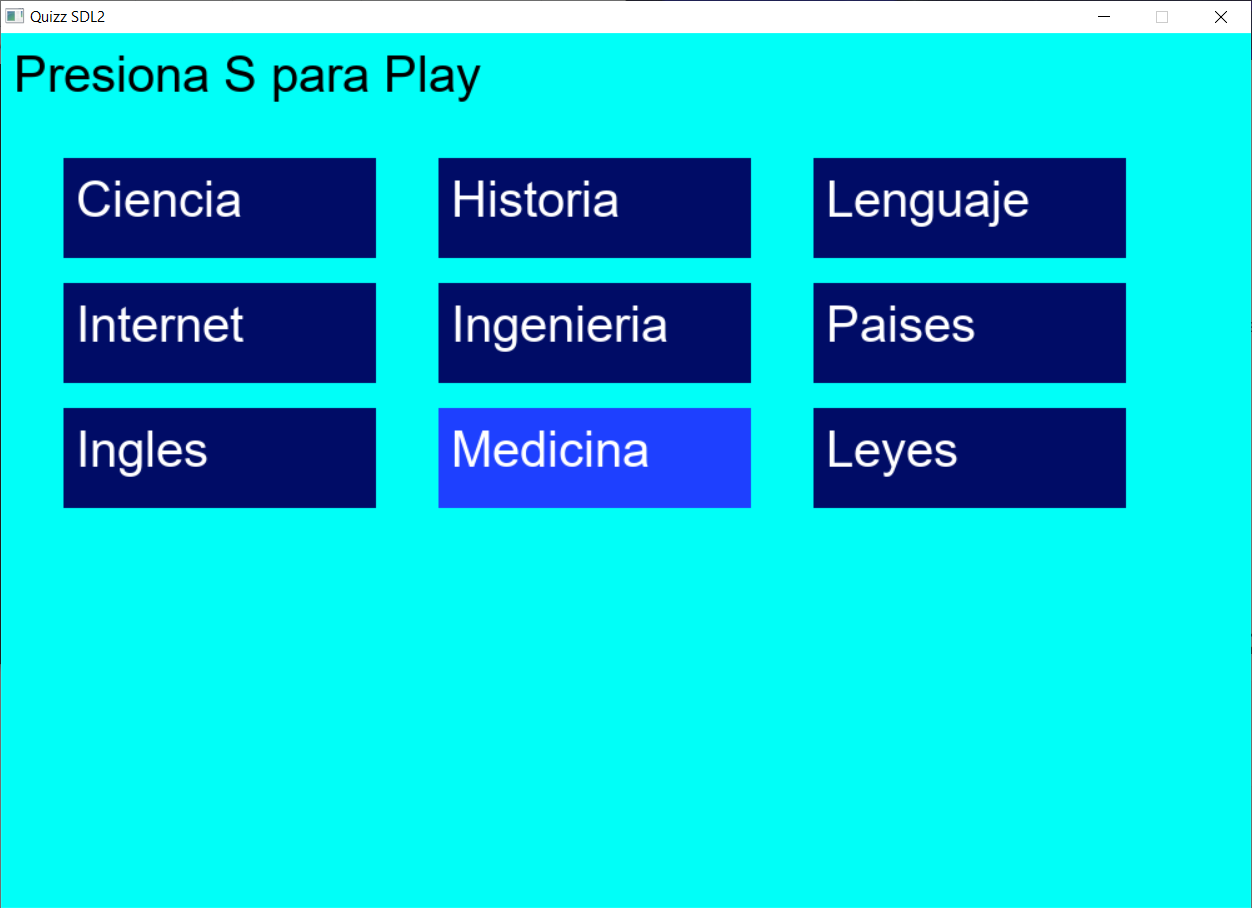 Quizz SDL2
Presiona S para Play
Ciencia
Historia
Lenguaje
Internet
Ingenieria
Paises
Ingles
Medicina
Leyes